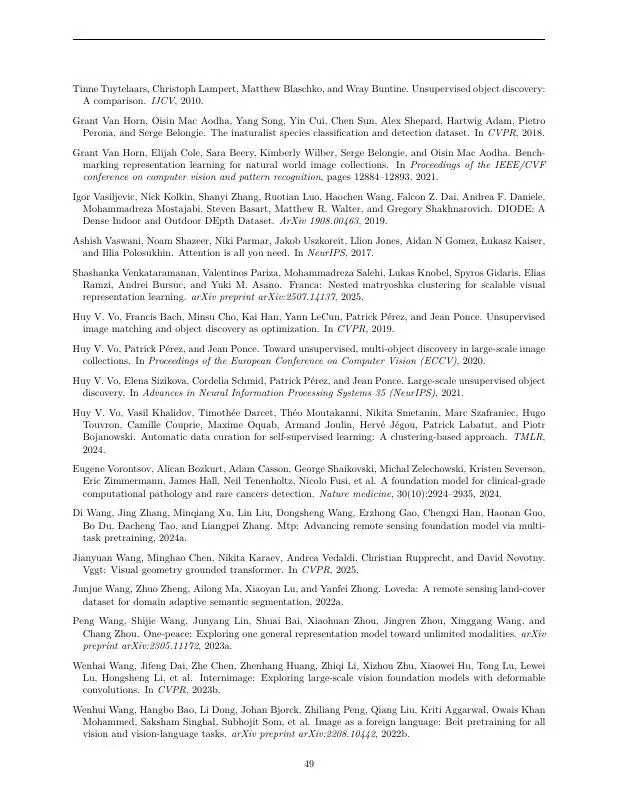 Tinne Tuytelaars, Christoph Lampert, Matthew Blaschko, and Wray Buntine. Unsupervised object discovery:
A comparison. IJCV, 2010.
Grant Van Horn, Oisin Mac Aodha, Yang Song, Yin Cui, Chen Sun, Alex Shepard, Hartwig Adam, Pietro
Perona, and Serge Belongie. The inaturalist species classification and detection dataset. In CVPR, 2018.
Grant Van Horn, Elijah Cole, Sara Beery, Kimberly Wilber, Serge Belongie, and Oisin Mac Aodha. Bench-
marking representation learning for natural world image collections. In Proceedings of the IEEE/CVF
conference on computer vision and pattern recognition, pages 12884–12893, 2021.
Igor Vasiljevic, Nick Kolkin, Shanyi Zhang, Ruotian Luo, Haochen Wang, Falcon Z. Dai, Andrea F. Daniele,
Mohammadreza Mostajabi, Steven Basart, Matthew R. Walter, and Gregory Shakhnarovich. DIODE: A
Dense Indoor and Outdoor DEpth Dataset. ArXiv 1908.00463, 2019.
Ashish Vaswani, Noam Shazeer, Niki Parmar, Jakob Uszkoreit, Llion Jones, Aidan N Gomez, Łukasz Kaiser,
and Illia Polosukhin. Attention is all you need. In NeurIPS, 2017.
Shashanka Venkataramanan, Valentinos Pariza, Mohammadreza Salehi, Lukas Knobel, Spyros Gidaris, Elias
Ramzi, Andrei Bursuc, and Yuki M. Asano. Franca: Nested matryoshka clustering for scalable visual
representation learning. arXiv preprint arXiv:2507.14137, 2025.
Huy V. Vo, Francis Bach, Minsu Cho, Kai Han, Yann LeCun, Patrick Pérez, and Jean Ponce. Unsupervised
image matching and object discovery as optimization. In CVPR, 2019.
Huy V. Vo, Patrick Pérez, and Jean Ponce. Toward unsupervised, multi-object discovery in large-scale image
collections. In Proceedings of the European Conference on Computer Vision (ECCV), 2020.
Huy V. Vo, Elena Sizikova, Cordelia Schmid, Patrick Pérez, and Jean Ponce. Large-scale unsupervised object
discovery. In Advances in Neural Information Processing Systems 35 (NeurIPS), 2021.
Huy V. Vo, Vasil Khalidov, Timothée Darcet, Théo Moutakanni, Nikita Smetanin, Marc Szafraniec, Hugo
Touvron, Camille Couprie, Maxime Oquab, Armand Joulin, Hervé Jégou, Patrick Labatut, and Piotr
Bojanowski. Automatic data curation for self-supervised learning: A clustering-based approach. TMLR,
2024.
Eugene Vorontsov, Alican Bozkurt, Adam Casson, George Shaikovski, Michal Zelechowski, Kristen Severson,
Eric Zimmermann, James Hall, Neil Tenenholtz, Nicolo Fusi, et al. A foundation model for clinical-grade
computational pathology and rare cancers detection. Nature medicine, 30(10):2924–2935, 2024.
Di Wang, Jing Zhang, Minqiang Xu, Lin Liu, Dongsheng Wang, Erzhong Gao, Chengxi Han, Haonan Guo,
Bo Du, Dacheng Tao, and Liangpei Zhang. Mtp: Advancing remote sensing foundation model via multi-
task pretraining, 2024a.
Jianyuan Wang, Minghao Chen, Nikita Karaev, Andrea Vedaldi, Christian Rupprecht, and David Novotny.
Vggt: Visual geometry grounded transformer. In CVPR, 2025.
Junjue Wang, Zhuo Zheng, Ailong Ma, Xiaoyan Lu, and Yanfei Zhong. Loveda: A remote sensing land-cover
dataset for domain adaptive semantic segmentation, 2022a.
Peng Wang, Shijie Wang, Junyang Lin, Shuai Bai, Xiaohuan Zhou, Jingren Zhou, Xinggang Wang, and
Chang Zhou. One-peace: Exploring one general representation model toward unlimited modalities. arXiv
preprint arXiv:2305.11172, 2023a.
Wenhai Wang, Jifeng Dai, Zhe Chen, Zhenhang Huang, Zhiqi Li, Xizhou Zhu, Xiaowei Hu, Tong Lu, Lewei
Lu, Hongsheng Li, et al. Internimage: Exploring large-scale vision foundation models with deformable
convolutions. In CVPR, 2023b.
Wenhui Wang, Hangbo Bao, Li Dong, Johan Bjorck, Zhiliang Peng, Qiang Liu, Kriti Aggarwal, Owais Khan
Mohammed, Saksham Singhal, Subhojit Som, et al. Image as a foreign language: Beit pretraining for all
vision and vision-language tasks. arXiv preprint arXiv:2208.10442, 2022b.
49